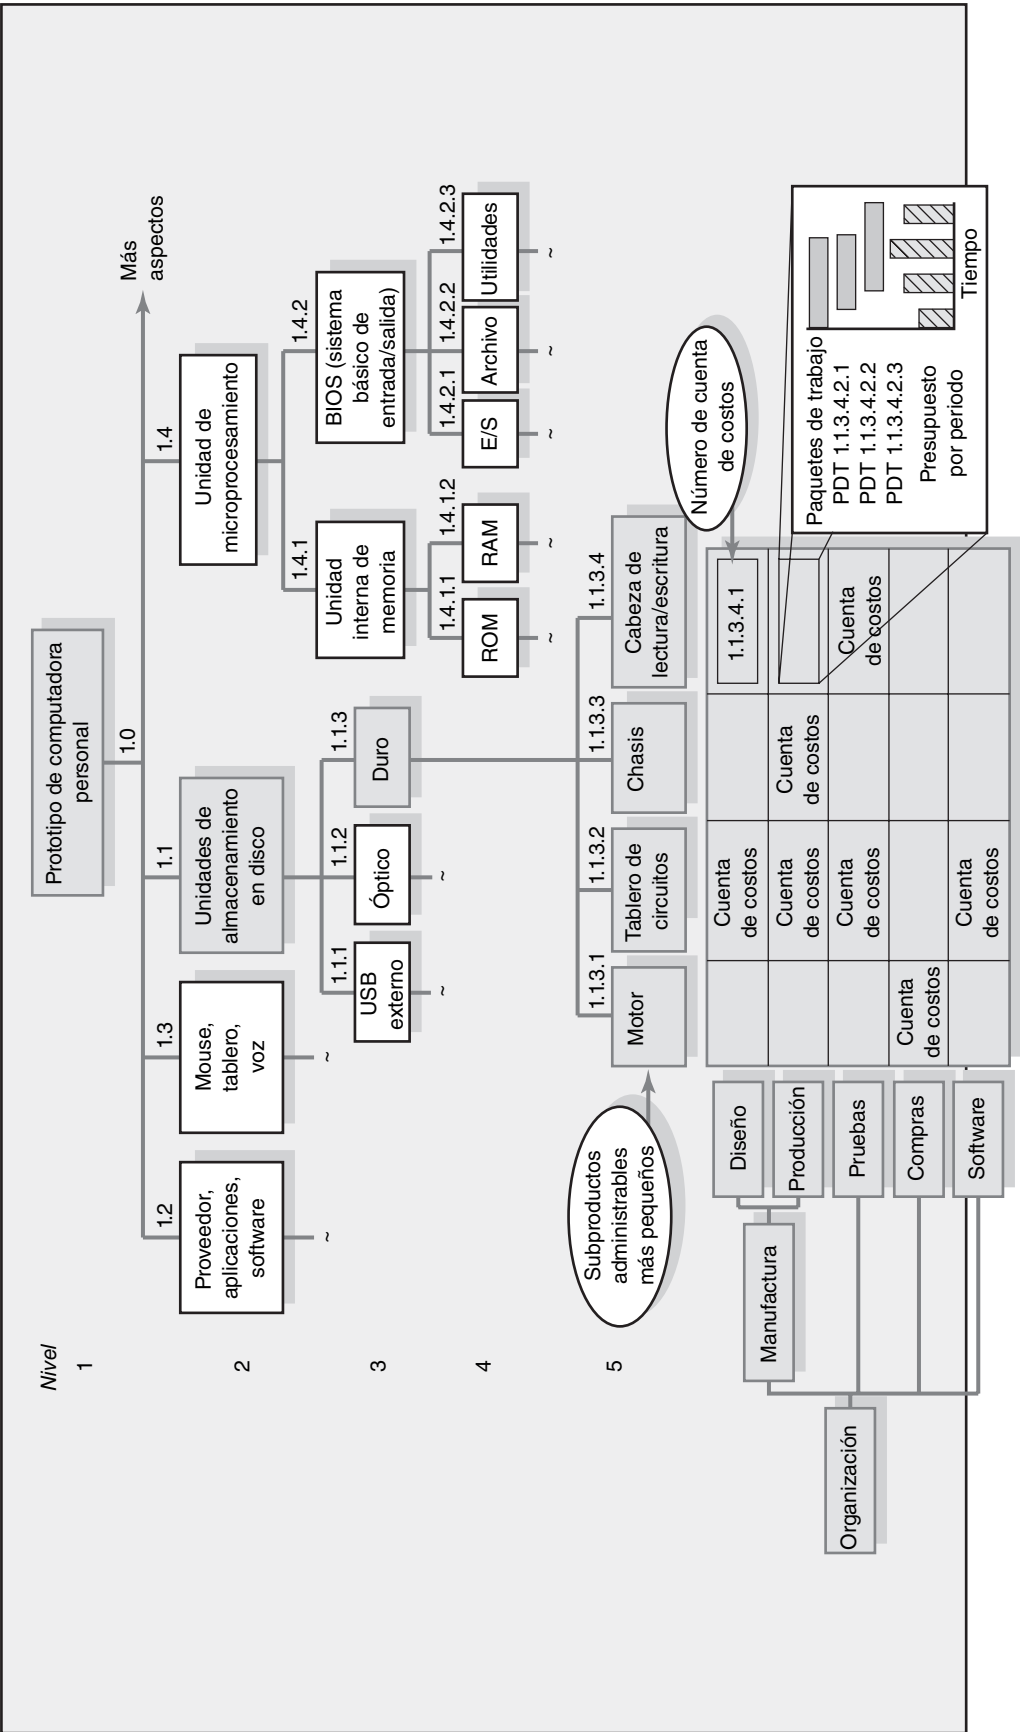 Nivel
1
2
3
4
5
Prototipo de computadora
personal
1.0
Más
aspectos
1.2
Proveedor,
aplicaciones,
software
~
1.3
Mouse,
tablero,
voz
~
1.1
Unidades de
almacenamiento
en disco
1.4
Unidad de
microprocesamiento
1.1.1
USB
externo
~
1.1.2
Óptico
~
1.1.3
Duro
1.4.1
Unidad
interna de
memoria
1.4.2
BIOS (sistema
básico de
entrada/salida)
1.4.1.1
ROM
~
1.4.1.2
RAM
~
1.4.2.1
E/S
~
1.4.2.2
Archivo
~
1.4.2.3
Utilidades
~
Subproductos
administrables
más pequeños
1.1.3.1
Motor
1.1.3.2
Tablero de
circuitos
1.1.3.3
Chasis
1.1.3.4
Cabeza de
lectura/escritura
Número de cuenta
de costos
Organización
Manufactura
Diseño
Cuenta
de costos
1.1.3.4.1
Producción
Cuenta
de costos
Cuenta
de costos
Pruebas
Cuenta
de costos
Cuenta
de costos
Compras
Cuenta
de costos
Software
Cuenta
de costos
Paquetes de trabajo
PDT 1.1.3.4.2.1
PDT 1.1.3.4.2.2
PDT 1.1.3.4.2.3
Presupuesto
por periodo
Tiempo